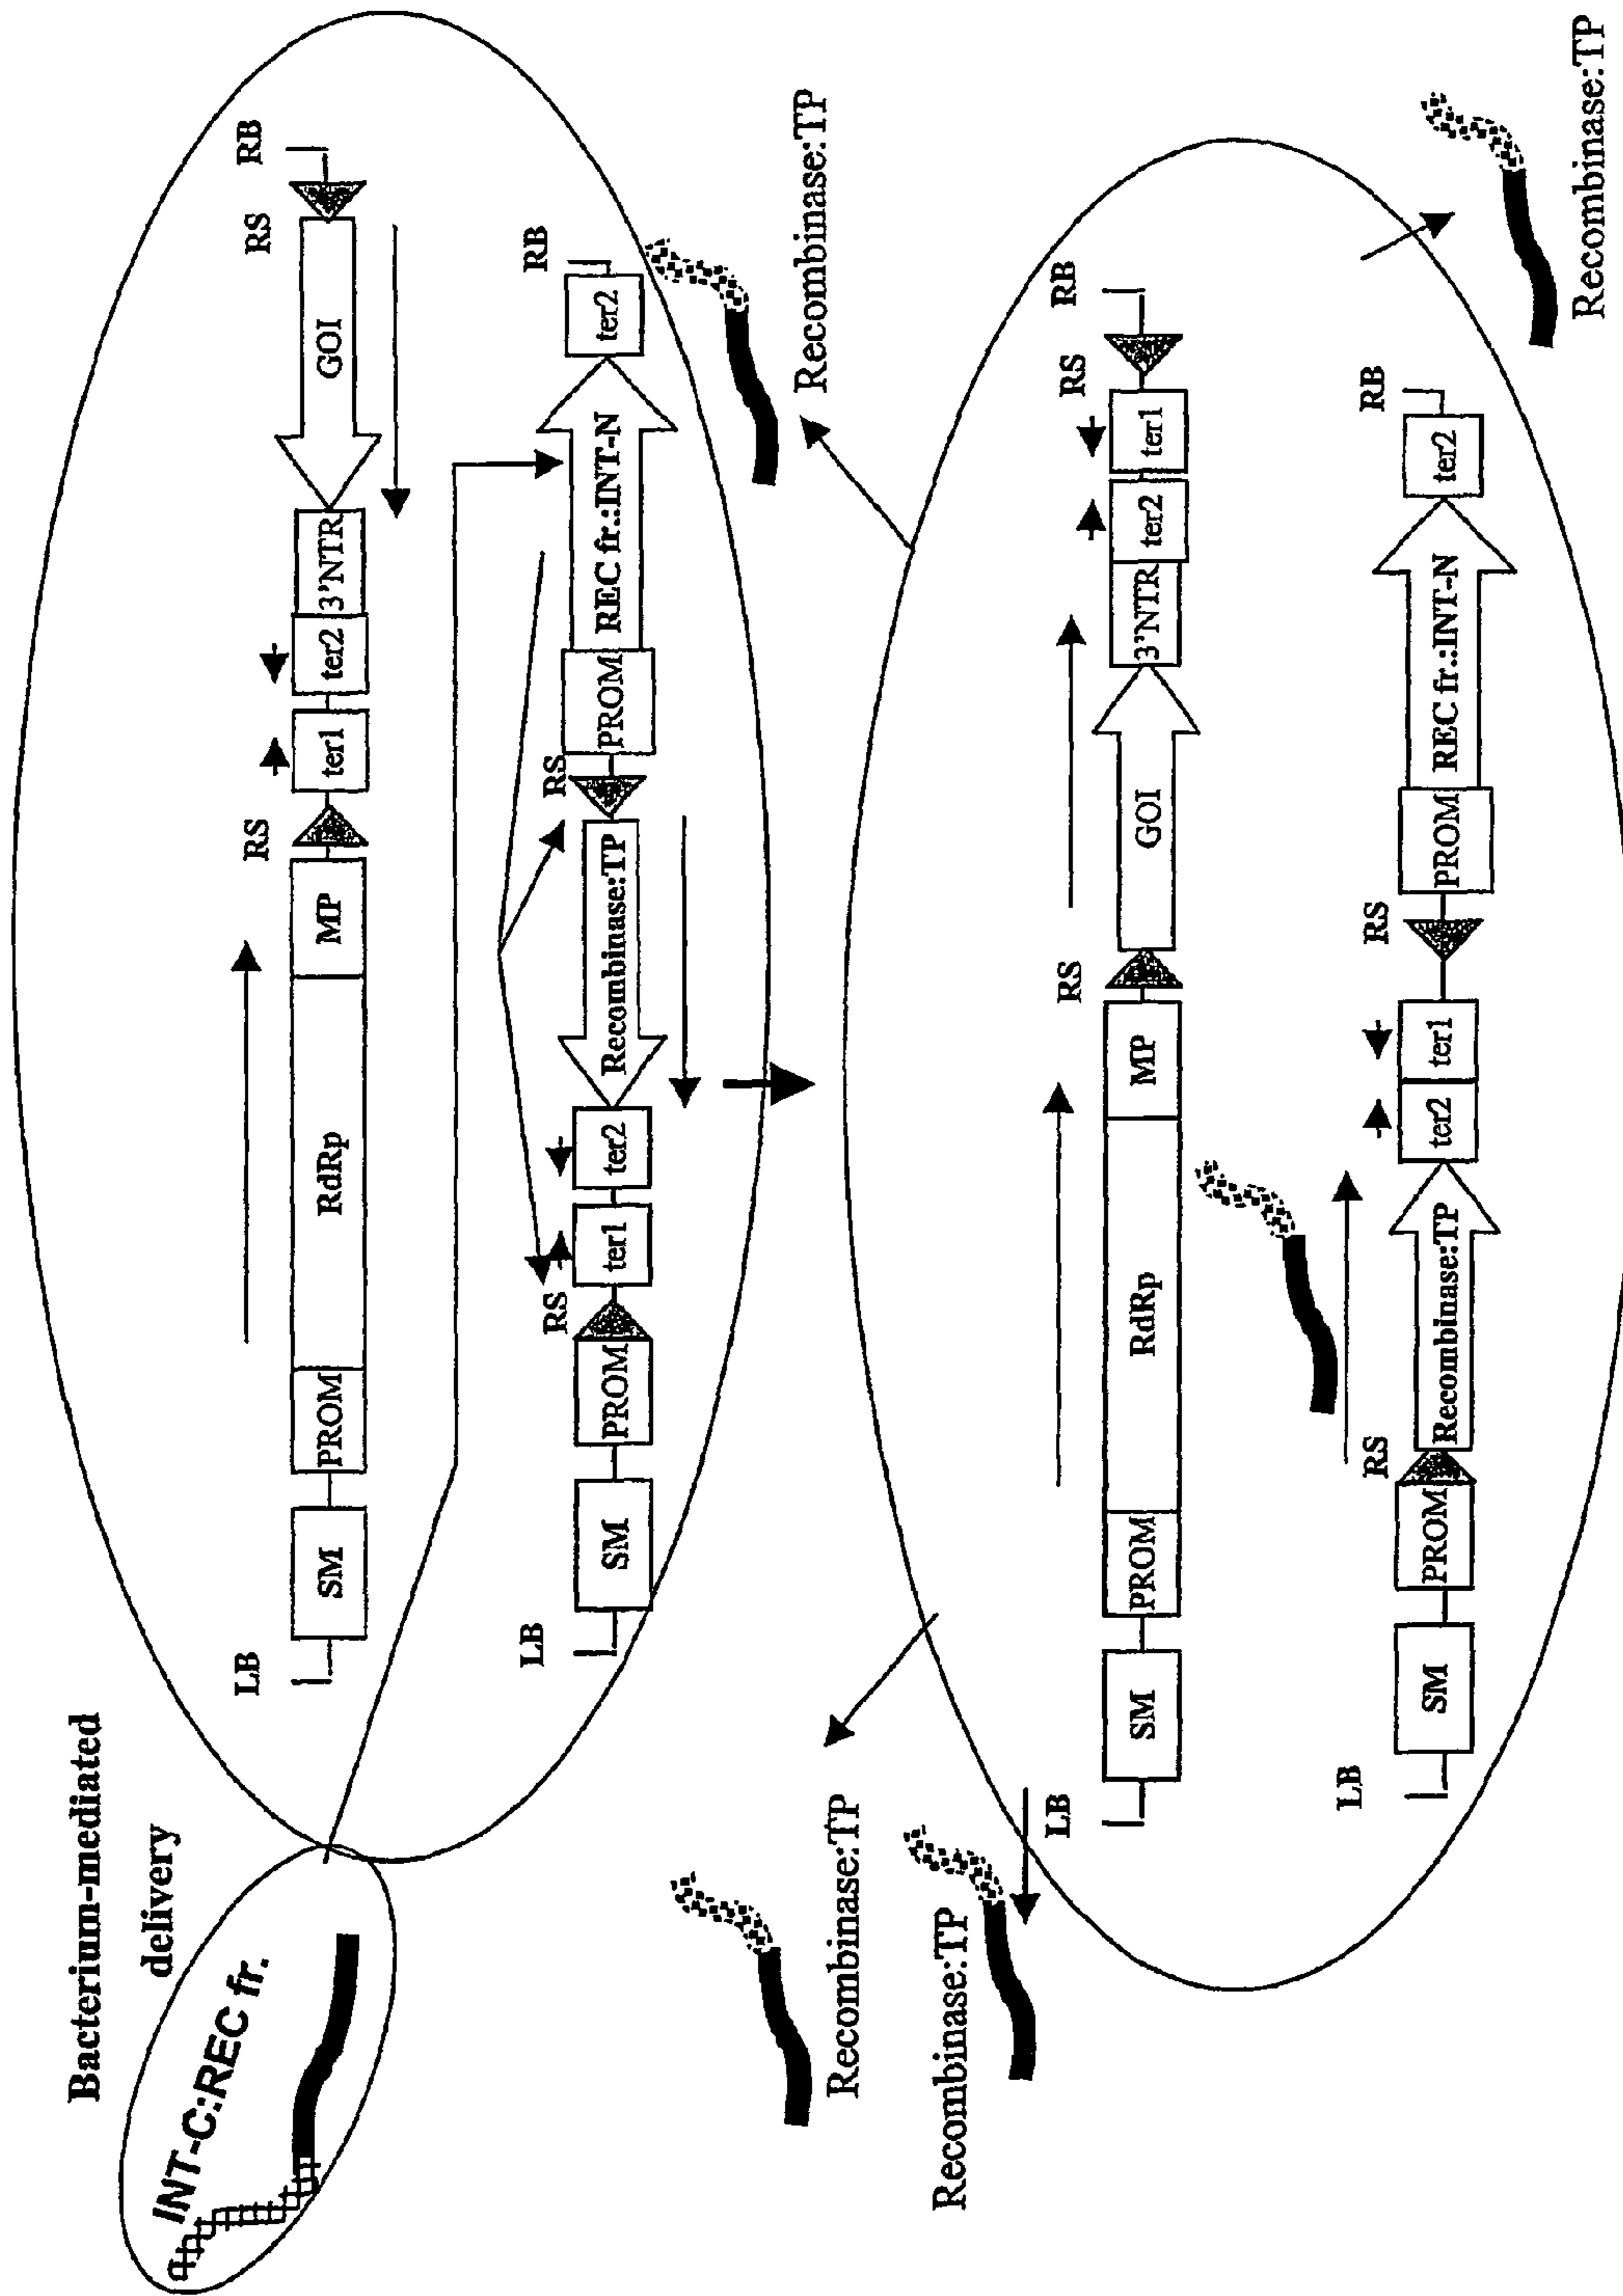 Bacterium-mediated
delivery
INT-C:REC fr.
LB RS RS RB
SM PROM RdRp MP ter1 ter2 3'NTR GOI
LB RS RS RB
SM PROM ter1 ter2 Recombinase:TP PROM REC fr.:INT-N ter2
Recombinase:TP
Recombinase:TP
Recombinase:TP
LB RS RS RB
SM PROM RdRp MP GOI 3'NTR ter2 ter1
LB RS RS RB
SM PROM Recombinase:TP ter2 ter1 PROM REC fr.:INT-N ter2
Recombinase:TP